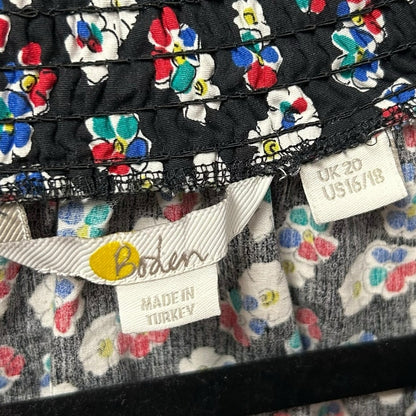 Boden
MADE IN
TURKEY
UK 20
US16/18